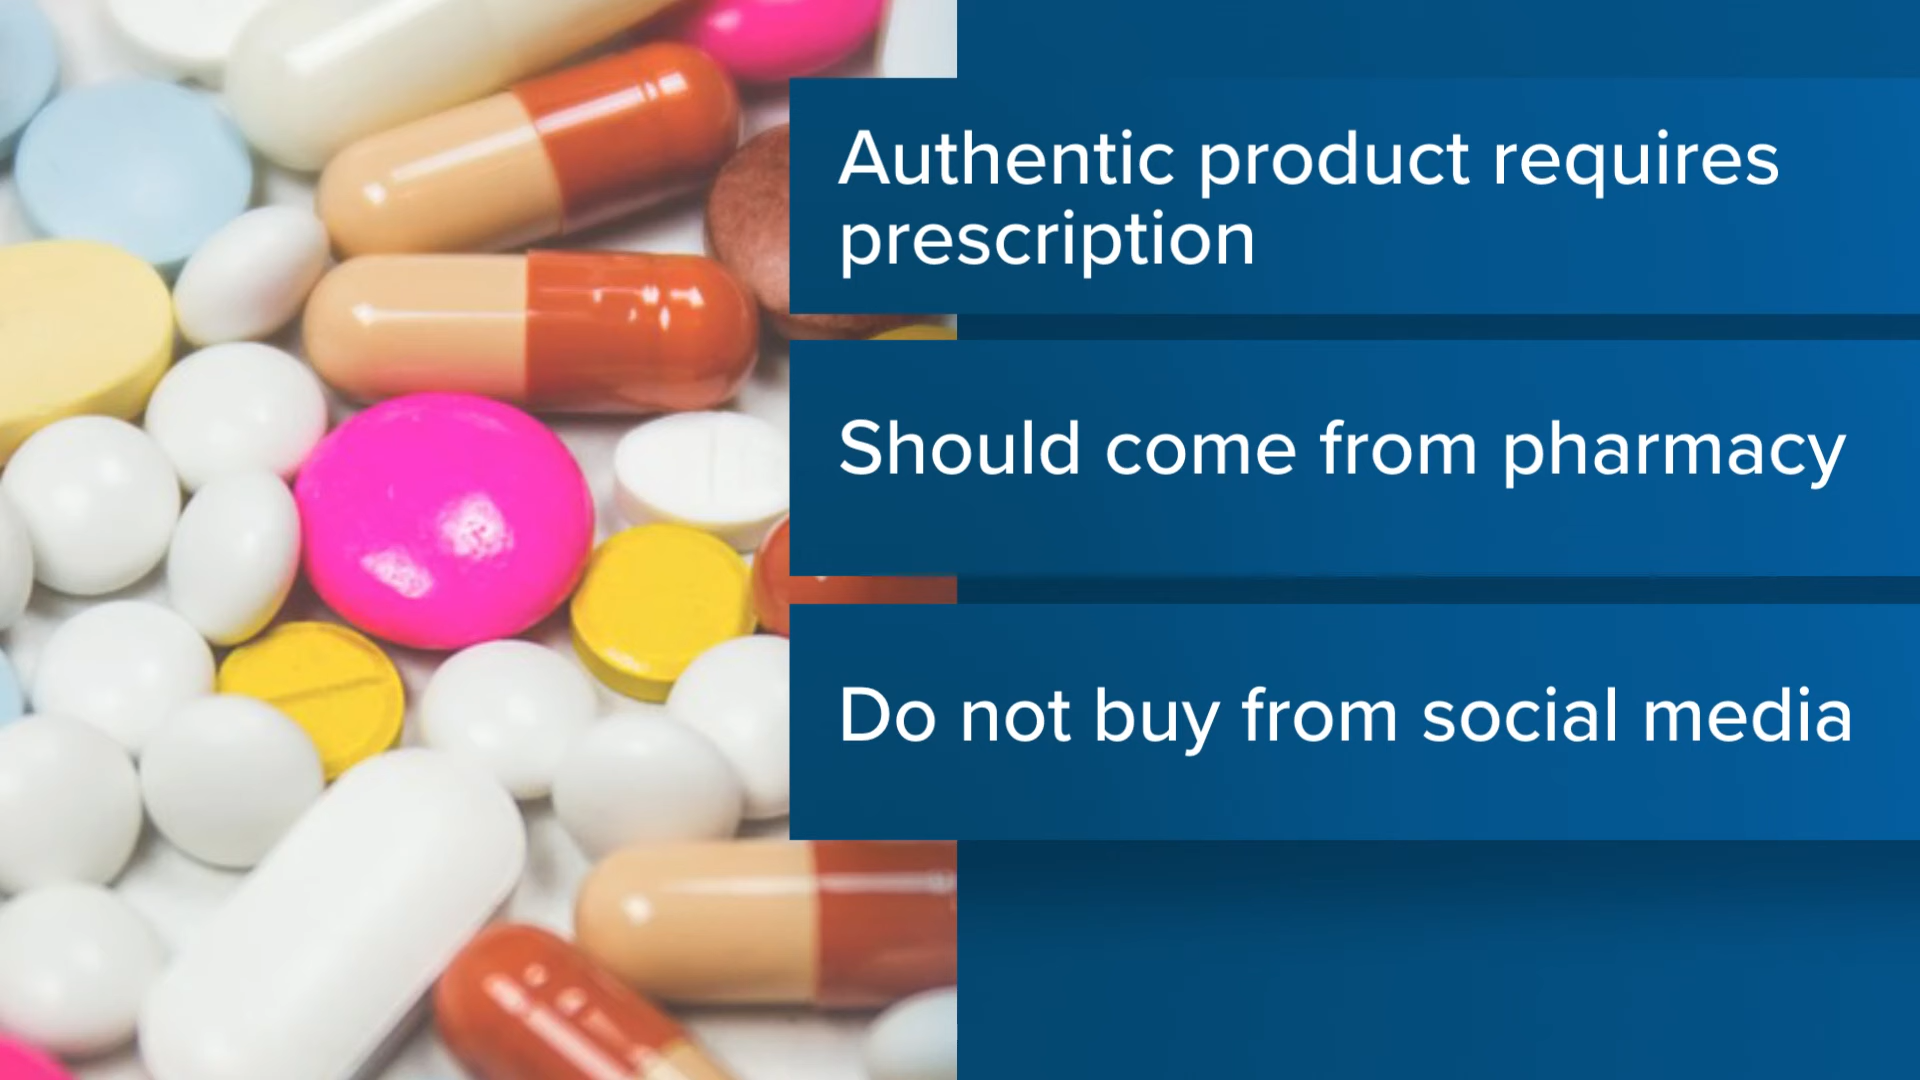 Authentic product requires
prescription
Should come from pharmacy
Do not buy from social media